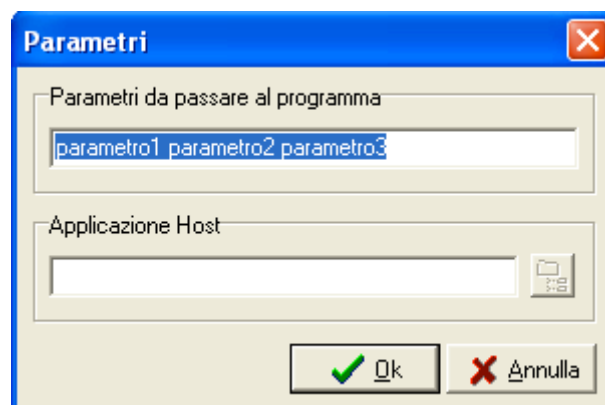 Parametri
Parametri da passare al programma
parametro1 parametro2 parametro3
Applicazione Host
Ok
Annulla